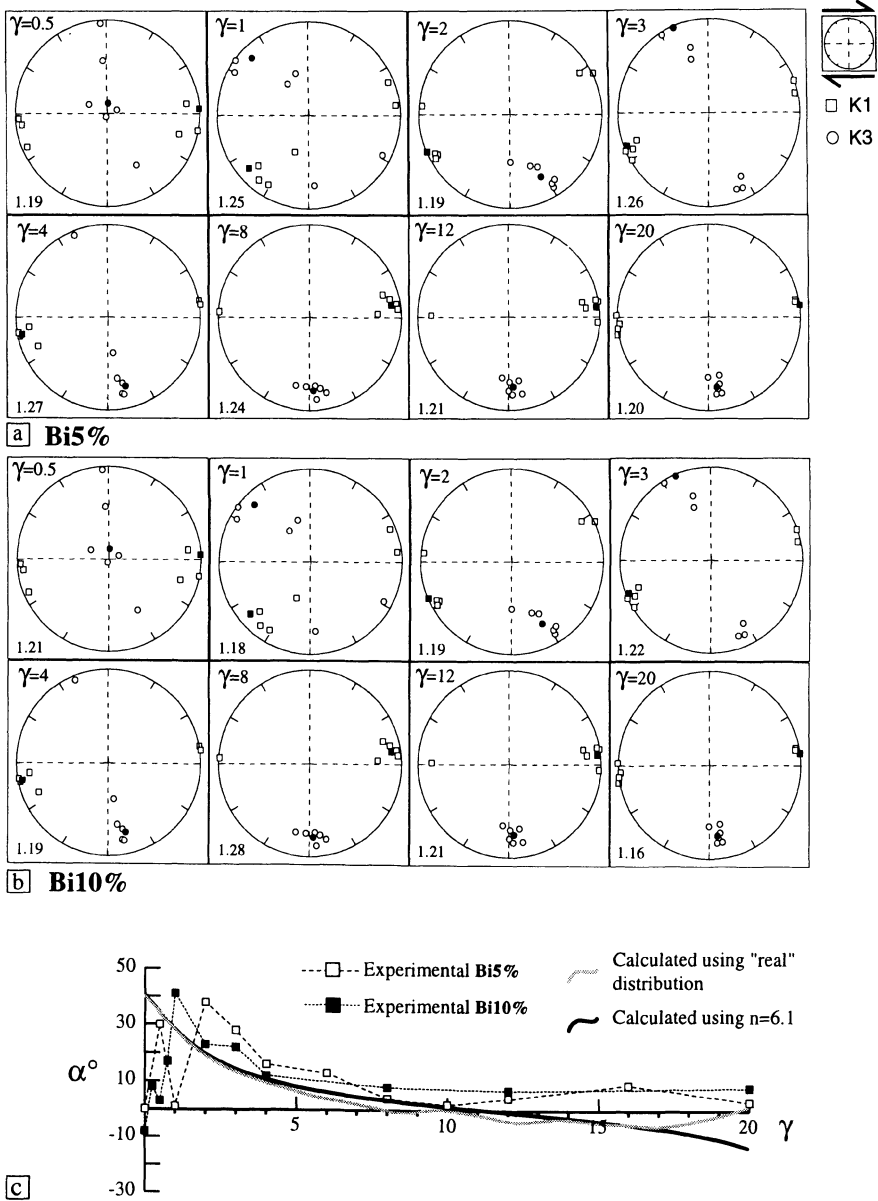 γ=0.5 γ=1 γ=2 γ=3
K1
K3
1.19 1.25 1.19 1.26
γ=4 γ=8 γ=12 γ=20
1.27 1.24 1.21 1.20
a Bi5%
γ=0.5 γ=1 γ=2 γ=3
1.21 1.18 1.19 1.22
γ=4 γ=8 γ=12 γ=20
1.19 1.28 1.21 1.16
b Bi10%
50
Experimental Bi5%
Calculated using "real"
distribution
30
Experimental Bi10%
Calculated using n=6.1
α°
10
5 10 15 20 γ
-10
-30
c